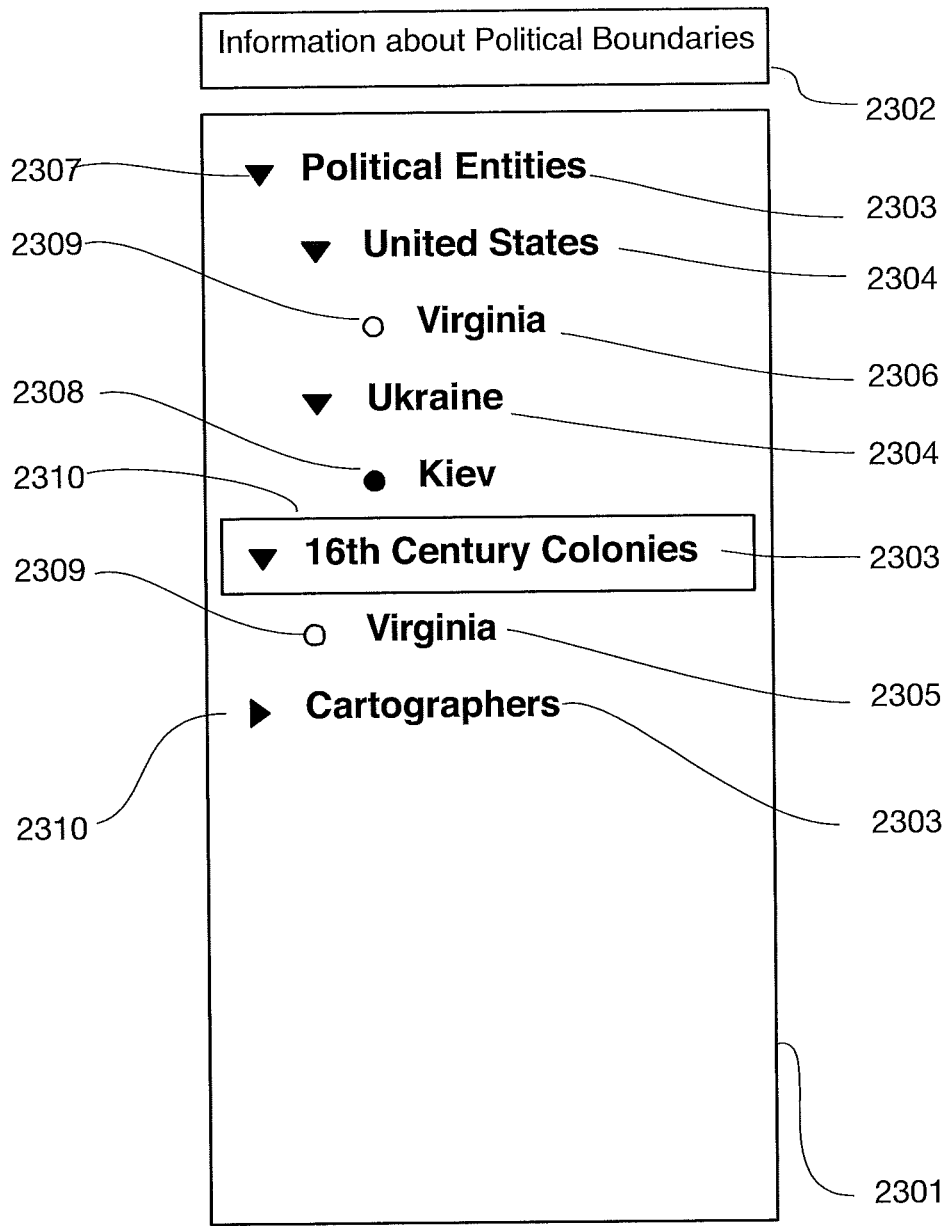 Information about Political Boundaries
2302
2307 Political Entities 2303
2309 United States 2304
Virginia 2306
2308 Ukraine 2304
2310 Kiev
16th Century Colonies 2303
2309 Virginia 2305
Cartographers 2303
2310
2301